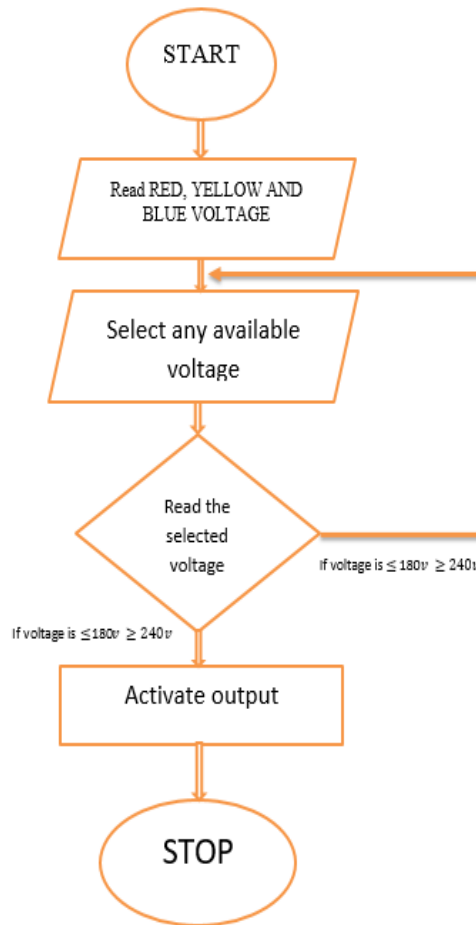 START
Read RED, YELLOW AND
BLUE VOLTAGE
Select any available
voltage
Read the
selected
voltage
If voltage is ≤ 180v ≥ 240v
If voltage is ≤180v ≥ 240v
Activate output
STOP